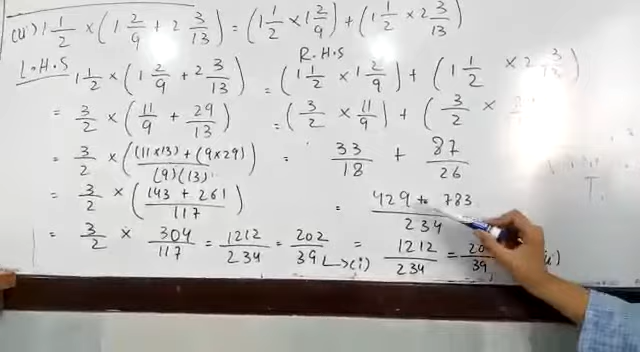 (iii) 1 1/2 × (1 2/9 + 2 3/13) = (1 1/2 × 1 2/9) + (1 1/2 × 2 3/13)
L.H.S
1 1/2 × (1 2/9 + 2 3/13)
= 3/2 × (11/9 + 29/13)
= 3/2 × ((11×13) + (9×29) / (9)(13))
= 3/2 × (143 + 261 / 117)
= 3/2 × 304/117 = 1212/234 = 202/39 → (i)
R.H.S
= (1 1/2 × 1 2/9) + (1 1/2 × 2 3/13)
= (3/2 × 11/9) + (3/2 ×
= 33/18 + 87/26
= 429 + 783 / 234
= 1212/234 = 39